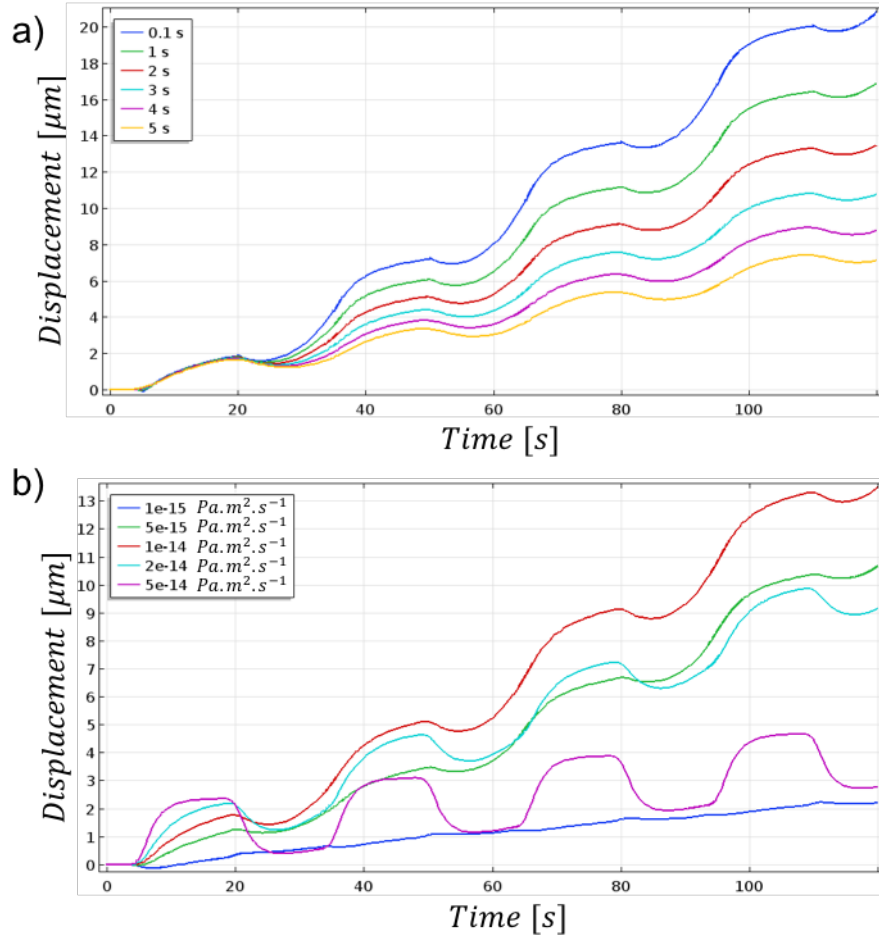 a)
Displacement [μm]
20
18
16
14
12
10
8
6
4
2
0
0.1 s
1 s
2 s
3 s
4 s
5 s
0 20 40 60 80 100
Time [s]
b)
Displacement [μm]
13
12
11
10
9
8
7
6
5
4
3
2
1
0
1e-15 Pa.m².s⁻¹
5e-15 Pa.m².s⁻¹
1e-14 Pa.m².s⁻¹
2e-14 Pa.m².s⁻¹
5e-14 Pa.m².s⁻¹
0 20 40 60 80 100
Time [s]